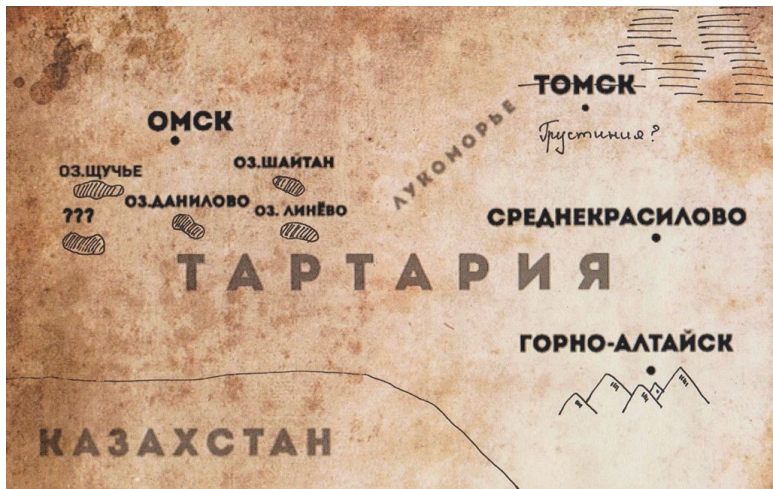 ТОМСК
Грустиния?
ОМСК
ЛУКОМОРЬЕ
ОЗ.ЩУЧЬЕ
ОЗ.ШАЙТАН
???
ОЗ.ДАНИЛОВО
ОЗ. ЛИНЁВО
СРЕДНЕКРАСИЛОВО
ТАРТАРИЯ
ГОРНО-АЛТАЙСК
КАЗАХСТАН